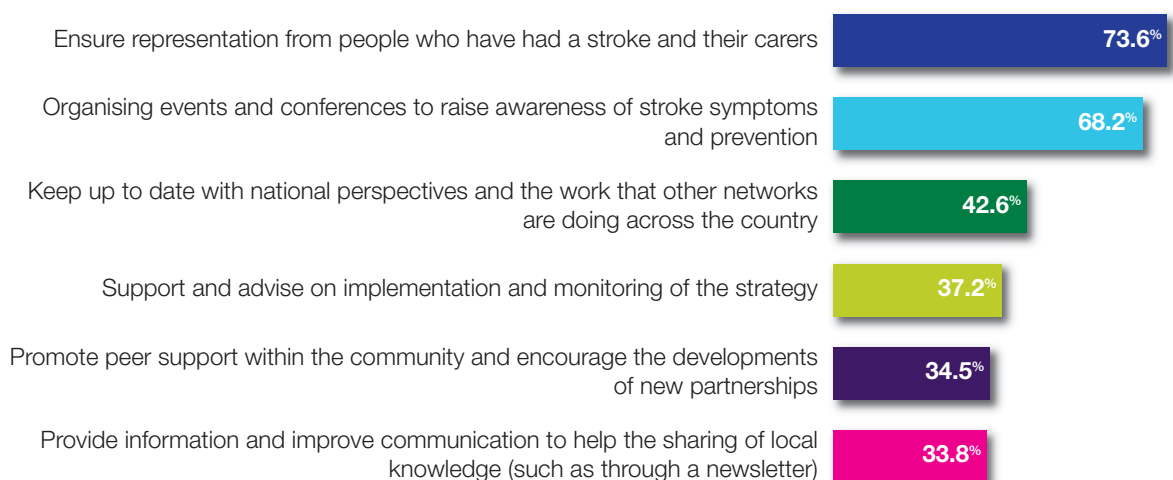 Ensure representation from people who have had a stroke and their carers
73.6%
Organising events and conferences to raise awareness of stroke symptoms
and prevention
68.2%
Keep up to date with national perspectives and the work that other networks
are doing across the country
42.6%
Support and advise on implementation and monitoring of the strategy
37.2%
Promote peer support within the community and encourage the developments
of new partnerships
34.5%
Provide information and improve communication to help the sharing of local
knowledge (such as through a newsletter)
33.8%